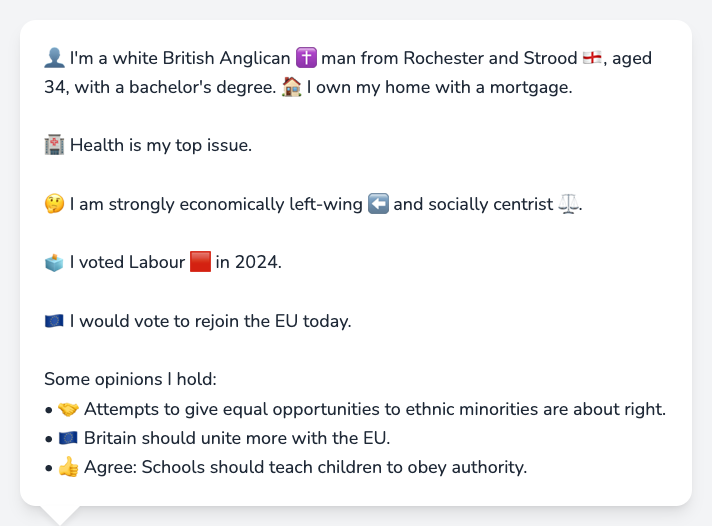 👤 I'm a white British Anglican ✝️ man from Rochester and Strood 🏴󠁧󠁢󠁥󠁮󠁧󠁿, aged
34, with a bachelor's degree. 🏠 I own my home with a mortgage.
🏥 Health is my top issue.
🤔 I am strongly economically left-wing ⬅️ and socially centrist ⚖️.
🗳️ I voted Labour 🟥 in 2024.
🇪🇺 I would vote to rejoin the EU today.
Some opinions I hold:
• 🤝 Attempts to give equal opportunities to ethnic minorities are about right.
• 🇪🇺 Britain should unite more with the EU.
• 👍 Agree: Schools should teach children to obey authority.